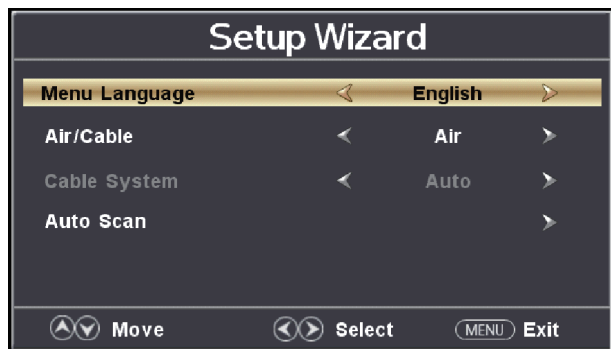 Setup Wizard
Menu Language English
Air/Cable Air
Cable System Auto
Auto Scan
Move Select MENU Exit